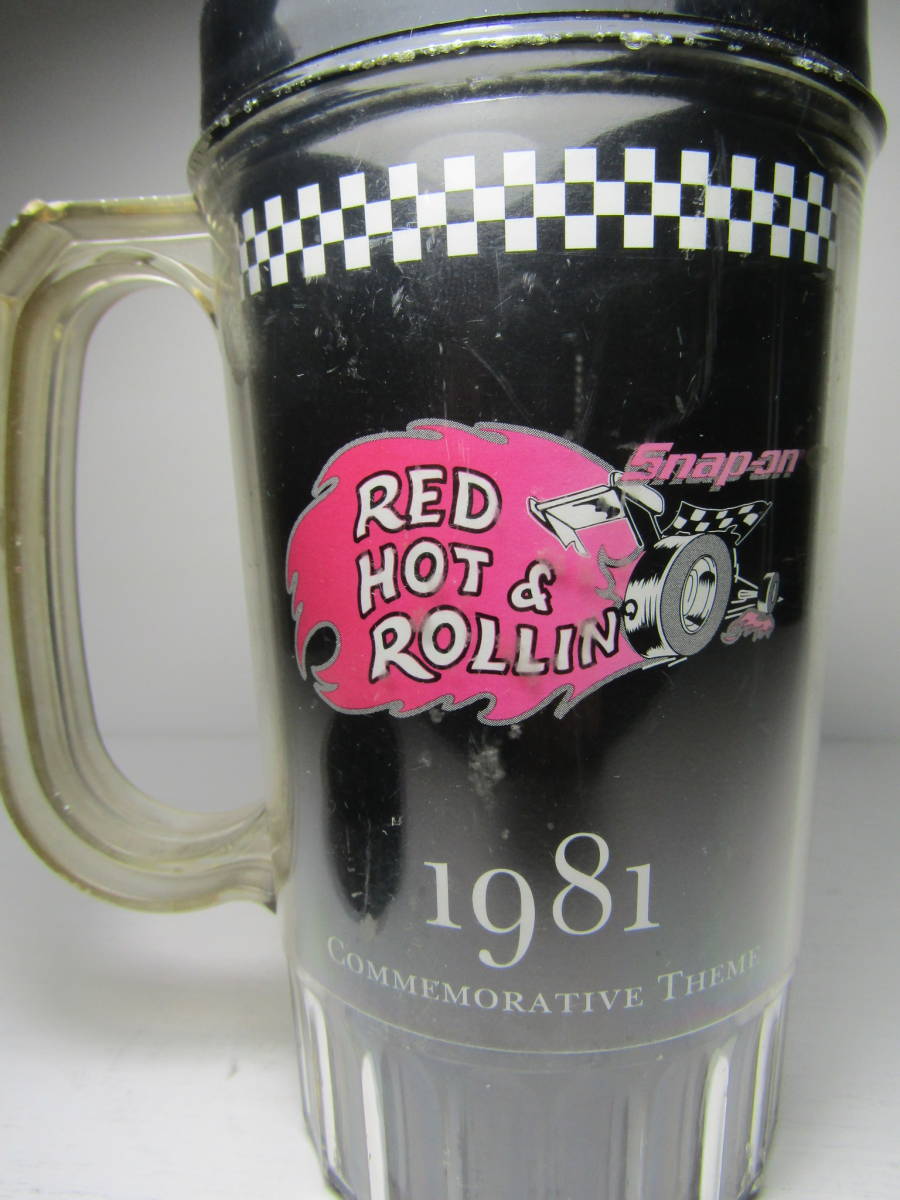 Snap-on
RED
HOT &
ROLLIN'
1981
COMMEMORATIVE THEME